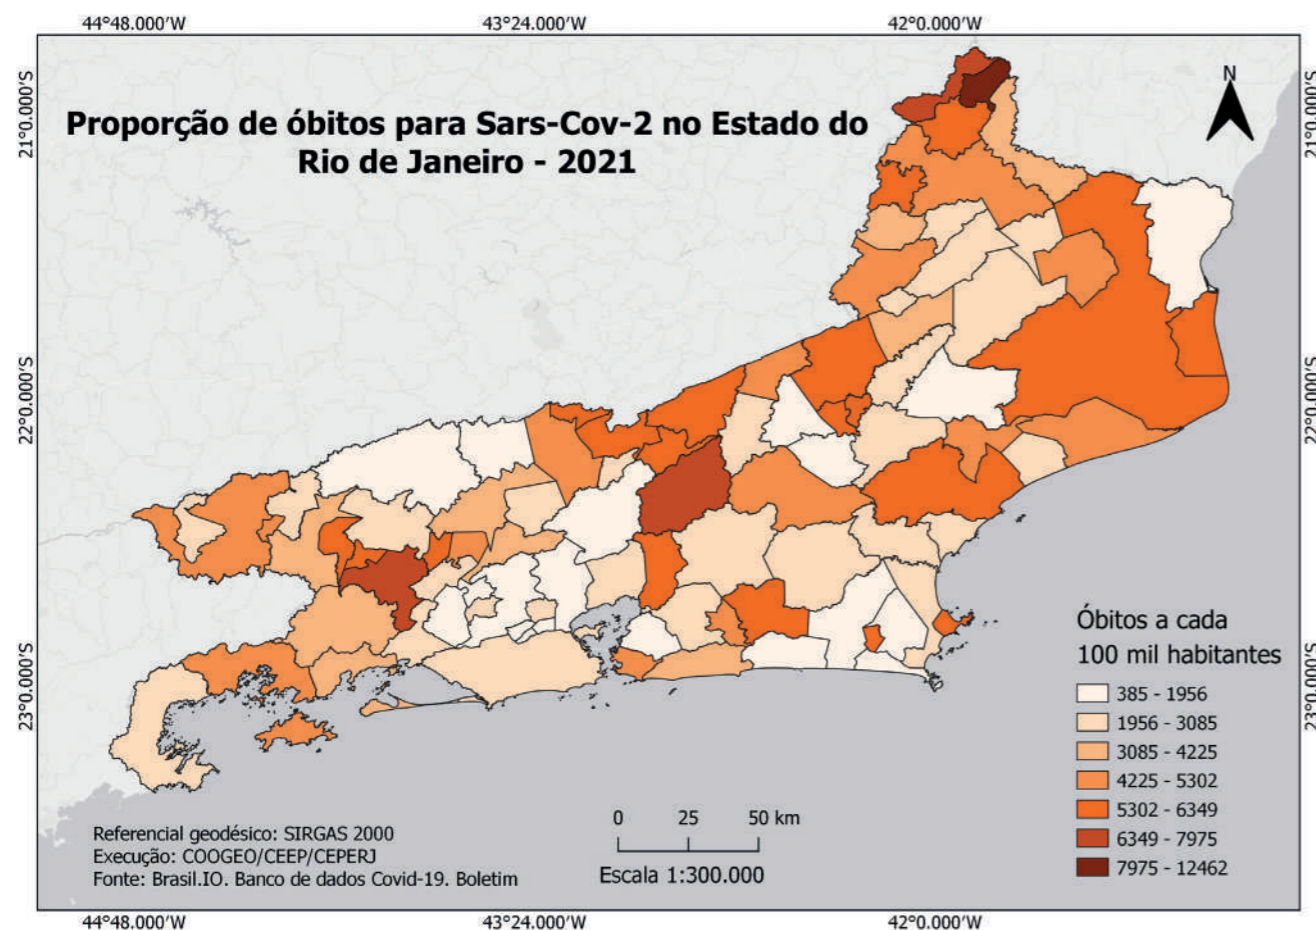 44°48.000'W
43°24.000'W
42°0.000'W
21°0.000'S
21°0.000'S
N
Proporção de óbitos para Sars-Cov-2 no Estado do
Rio de Janeiro - 2021
22°0.000'S
22°0.000'S
23°0.000'S
23°0.000'S
Óbitos a cada
100 mil habitantes
385 - 1956
1956 - 3085
3085 - 4225
4225 - 5302
5302 - 6349
6349 - 7975
7975 - 12462
0 25 50 km
Escala 1:300.000
Referencial geodésico: SIRGAS 2000
Execução: COOGEO/CEEP/CEPERJ
Fonte: Brasil.IO. Banco de dados Covid-19. Boletim
44°48.000'W
43°24.000'W
42°0.000'W